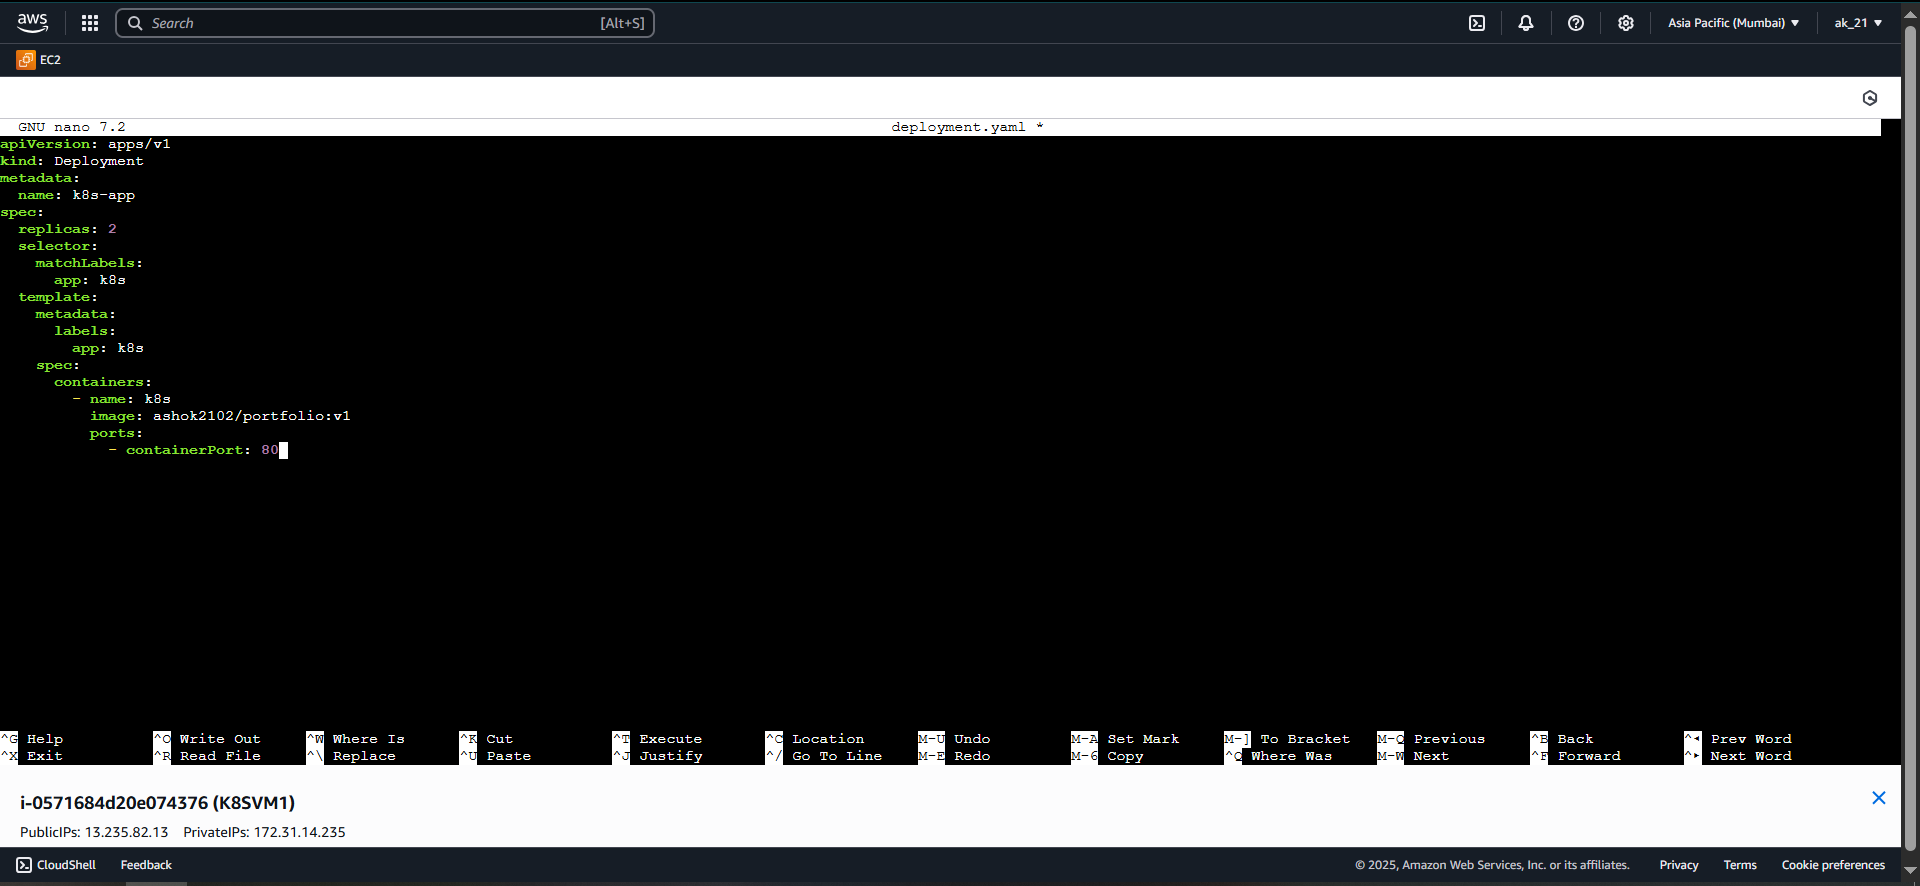 aws
Search [Alt+S]
Asia Pacific (Mumbai) ▼ ak_21 ▼
EC2
GNU nano 7.2 deployment.yaml *
apiVersion: apps/v1
kind: Deployment
metadata:
  name: k8s-app
spec:
  replicas: 2
  selector:
    matchLabels:
      app: k8s
  template:
    metadata:
      labels:
        app: k8s
    spec:
      containers:
        - name: k8s
          image: ashok2102/portfolio:v1
          ports:
            - containerPort: 80
^G Help ^O Write Out ^W Where Is ^K Cut ^T Execute ^C Location M-U Undo M-A Set Mark M-] To Bracket M-Q Previous ^B Back ^◂ Prev Word
^X Exit ^R Read File ^\ Replace ^U Paste ^J Justify ^/ Go To Line M-E Redo M-6 Copy ^Q Where Was M-W Next ^F Forward ^▸ Next Word
i-0571684d20e074376 (K8SVM1)
PublicIPs: 13.235.82.13 PrivateIPs: 172.31.14.235
CloudShell Feedback © 2025, Amazon Web Services, Inc. or its affiliates. Privacy Terms Cookie preferences